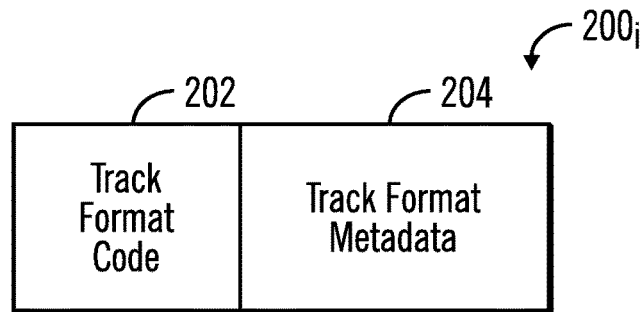 200i
202
204
Track
Format
Code
Track Format
Metadata